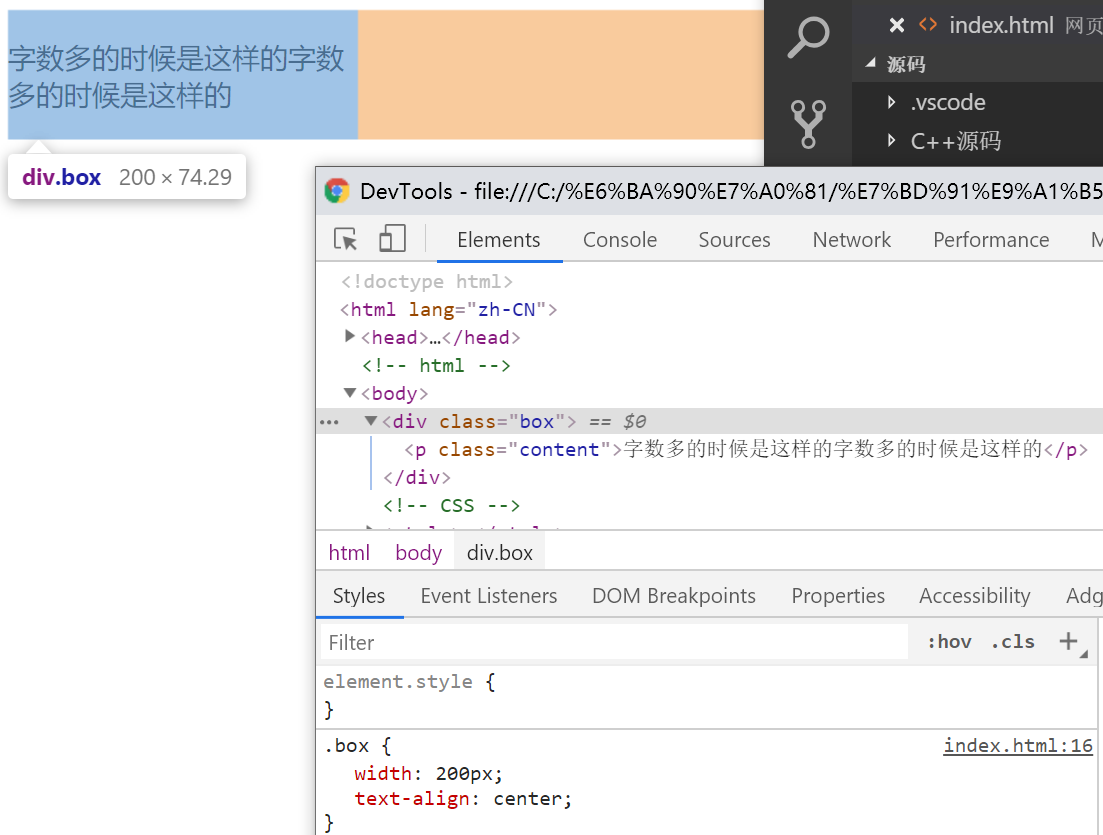 字数多的时候是这样的字数
多的时候是这样的
div.box 200 × 74.29
index.html 网页
源码
.vscode
C++源码
DevTools - file:///C:/%E6%BA%90%E7%A0%81/%E7%BD%91%E9%A1%B5
Elements Console Sources Network Performance M
<!doctype html>
<html lang="zh-CN">
<head>…</head>
<!-- html -->
<body>
<div class="box"> == $0
<p class="content">字数多的时候是这样的字数多的时候是这样的</p>
</div>
<!-- CSS -->
html body div.box
Styles Event Listeners DOM Breakpoints Properties Accessibility Adg
Filter :hov .cls +
element.style {
}
.box { index.html:16
width: 200px;
text-align: center;
}